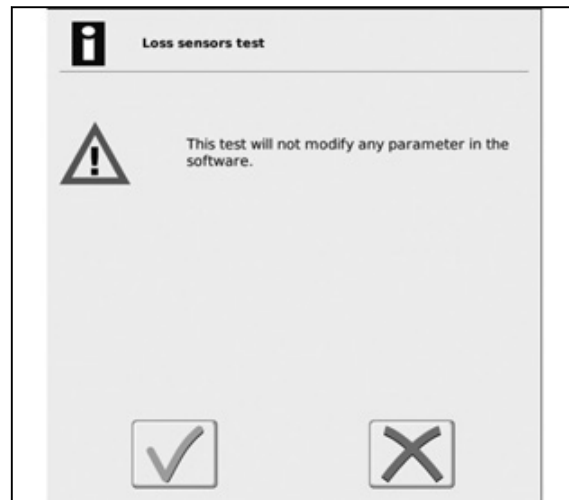 Loss sensors test
This test will not modify any parameter in the
software.